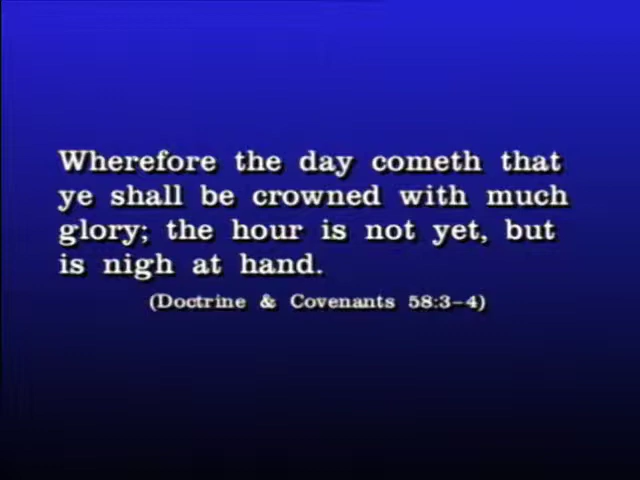 Wherefore the day cometh that
ye shall be crowned with much
glory; the hour is not yet, but
is nigh at hand.
(Doctrine & Covenants 58:3-4)